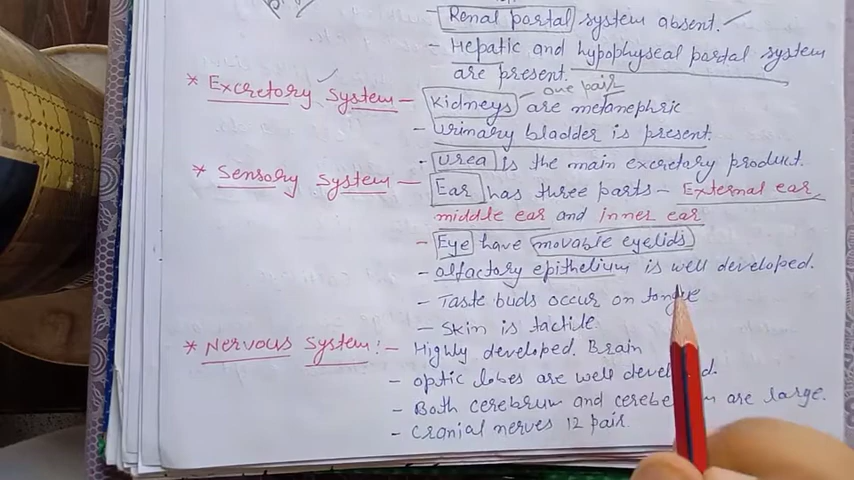 - Renal portal system absent.
- Hepatic and hypophyseal portal system
are present.
* Excretory System - Kidneys - one pair are metanephric
- Urinary bladder is present.
- urea is the main excretory product.
* Sensory System - Ear has three parts - External ear,
middle ear and inner ear
- Eye have movable eyelids
- olfactory epithelium is well developed.
- Taste buds occur on tongue
- Skin is tactile.
* Nervous System :- Highly developed. Brain
- optic lobes are well developed.
- Both cerebrum and are large.
- Cranial nerves 12 pair.